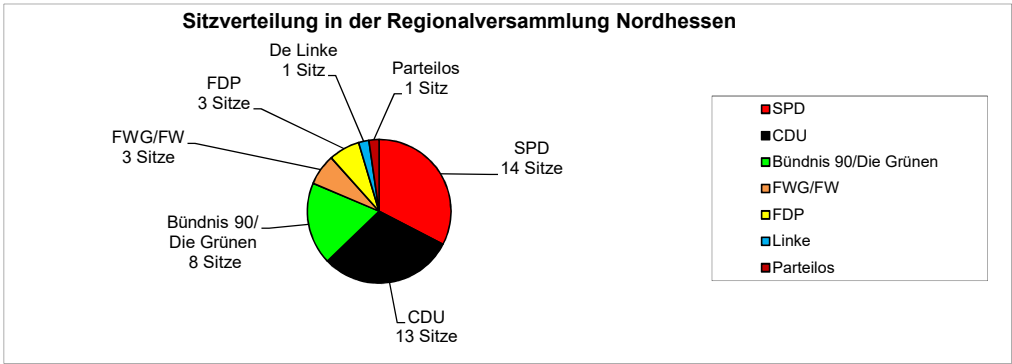 Sitzverteilung in der Regionalversammlung Nordhessen
De Linke
1 Sitz
Parteilos
1 Sitz
FDP
3 Sitze
FWG/FW
3 Sitze
SPD
14 Sitze
Bündnis 90/
Die Grünen
8 Sitze
CDU
13 Sitze
SPD
CDU
Bündnis 90/Die Grünen
FWG/FW
FDP
Linke
Parteilos